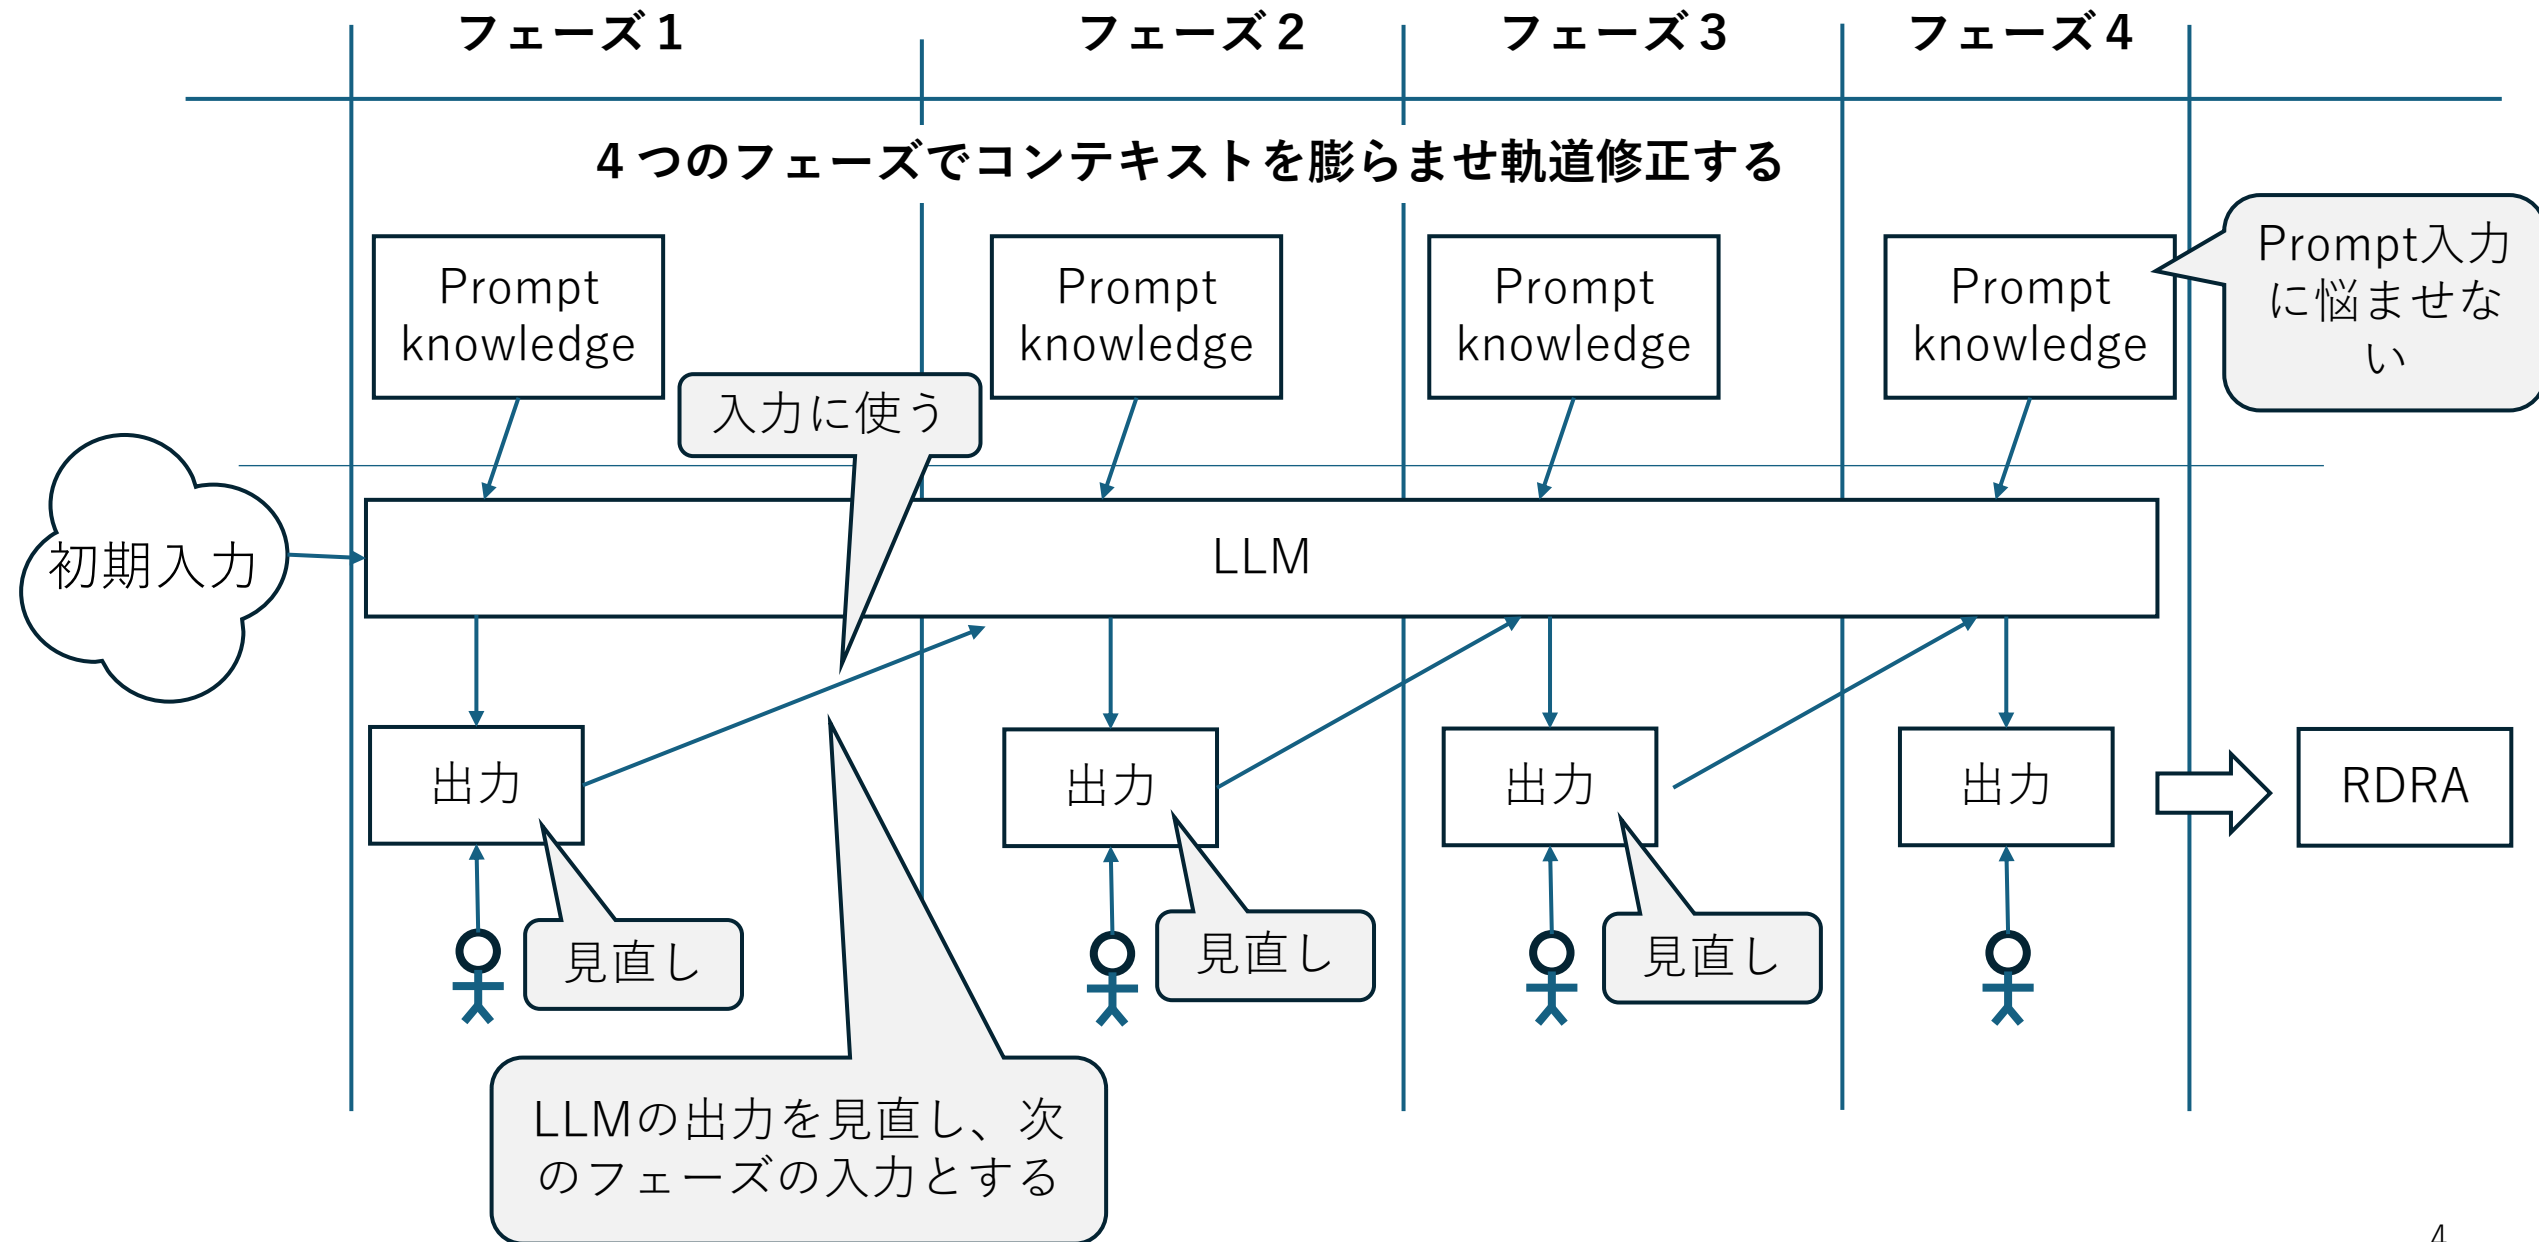 フェーズ1
フェーズ2
フェーズ3
フェーズ4
4つのフェーズでコンテキストを膨らませ軌道修正する
Prompt
knowledge
Prompt
knowledge
Prompt
knowledge
Prompt
knowledge
Prompt入力
に悩ませな
い
入力に使う
初期入力
LLM
出力
出力
出力
出力
RDRA
見直し
見直し
見直し
LLMの出力を見直し、次
のフェーズの入力とする
4